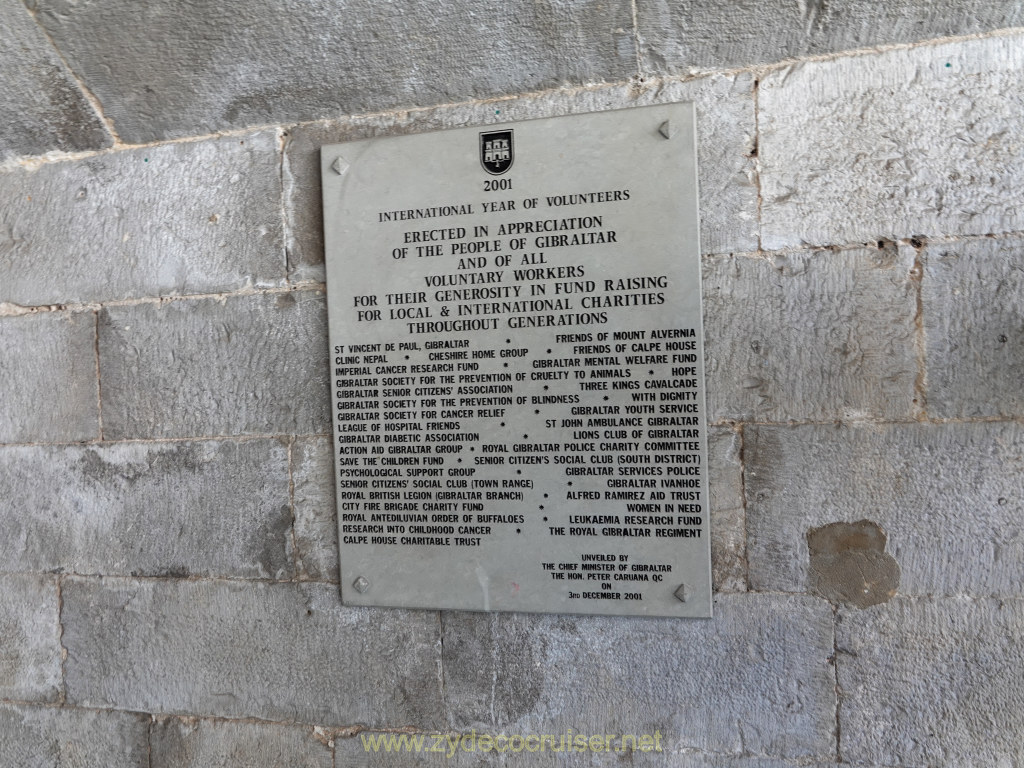 2001
INTERNATIONAL YEAR OF VOLUNTEERS
ERECTED IN APPRECIATION
OF THE PEOPLE OF GIBRALTAR
AND OF ALL
VOLUNTARY WORKERS
FOR THEIR GENEROSITY IN FUND RAISING
FOR LOCAL & INTERNATIONAL CHARITIES
THROUGHOUT GENERATIONS
ST VINCENT DE PAUL, GIBRALTAR * FRIENDS OF MOUNT ALVERNIA
CLINIC NEPAL * CHESHIRE HOME GROUP * FRIENDS OF CALPE HOUSE
IMPERIAL CANCER RESEARCH FUND * GIBRALTAR MENTAL WELFARE FUND
GIBRALTAR SOCIETY FOR THE PREVENTION OF CRUELTY TO ANIMALS * HOPE
GIBRALTAR SENIOR CITIZENS' ASSOCIATION * THREE KINGS CAVALCADE
GIBRALTAR SOCIETY FOR THE PREVENTION OF BLINDNESS * WITH DIGNITY
GIBRALTAR SOCIETY FOR CANCER RELIEF * GIBRALTAR YOUTH SERVICE
LEAGUE OF HOSPITAL FRIENDS * ST JOHN AMBULANCE GIBRALTAR
GIBRALTAR DIABETIC ASSOCIATION * LIONS CLUB OF GIBRALTAR
ACTION AID GIBRALTAR GROUP * ROYAL GIBRALTAR POLICE CHARITY COMMITTEE
SAVE THE CHILDREN FUND * SENIOR CITIZEN'S SOCIAL CLUB (SOUTH DISTRICT)
PSYCHOLOGICAL SUPPORT GROUP * GIBRALTAR SERVICES POLICE
SENIOR CITIZENS' SOCIAL CLUB (TOWN RANGE) * GIBRALTAR IVANHOE
ROYAL BRITISH LEGION (GIBRALTAR BRANCH) * ALFRED RAMIREZ AID TRUST
CITY FIRE BRIGADE CHARITY FUND * WOMEN IN NEED
ROYAL ANTEDILUVIAN ORDER OF BUFFALOES * LEUKAEMIA RESEARCH FUND
RESEARCH INTO CHILDHOOD CANCER * THE ROYAL GIBRALTAR REGIMENT
CALPE HOUSE CHARITABLE TRUST
UNVEILED BY
THE CHIEF MINISTER OF GIBRALTAR
THE HON. PETER CARUANA QC
ON
3RD DECEMBER 2001
www.zydecocruiser.net